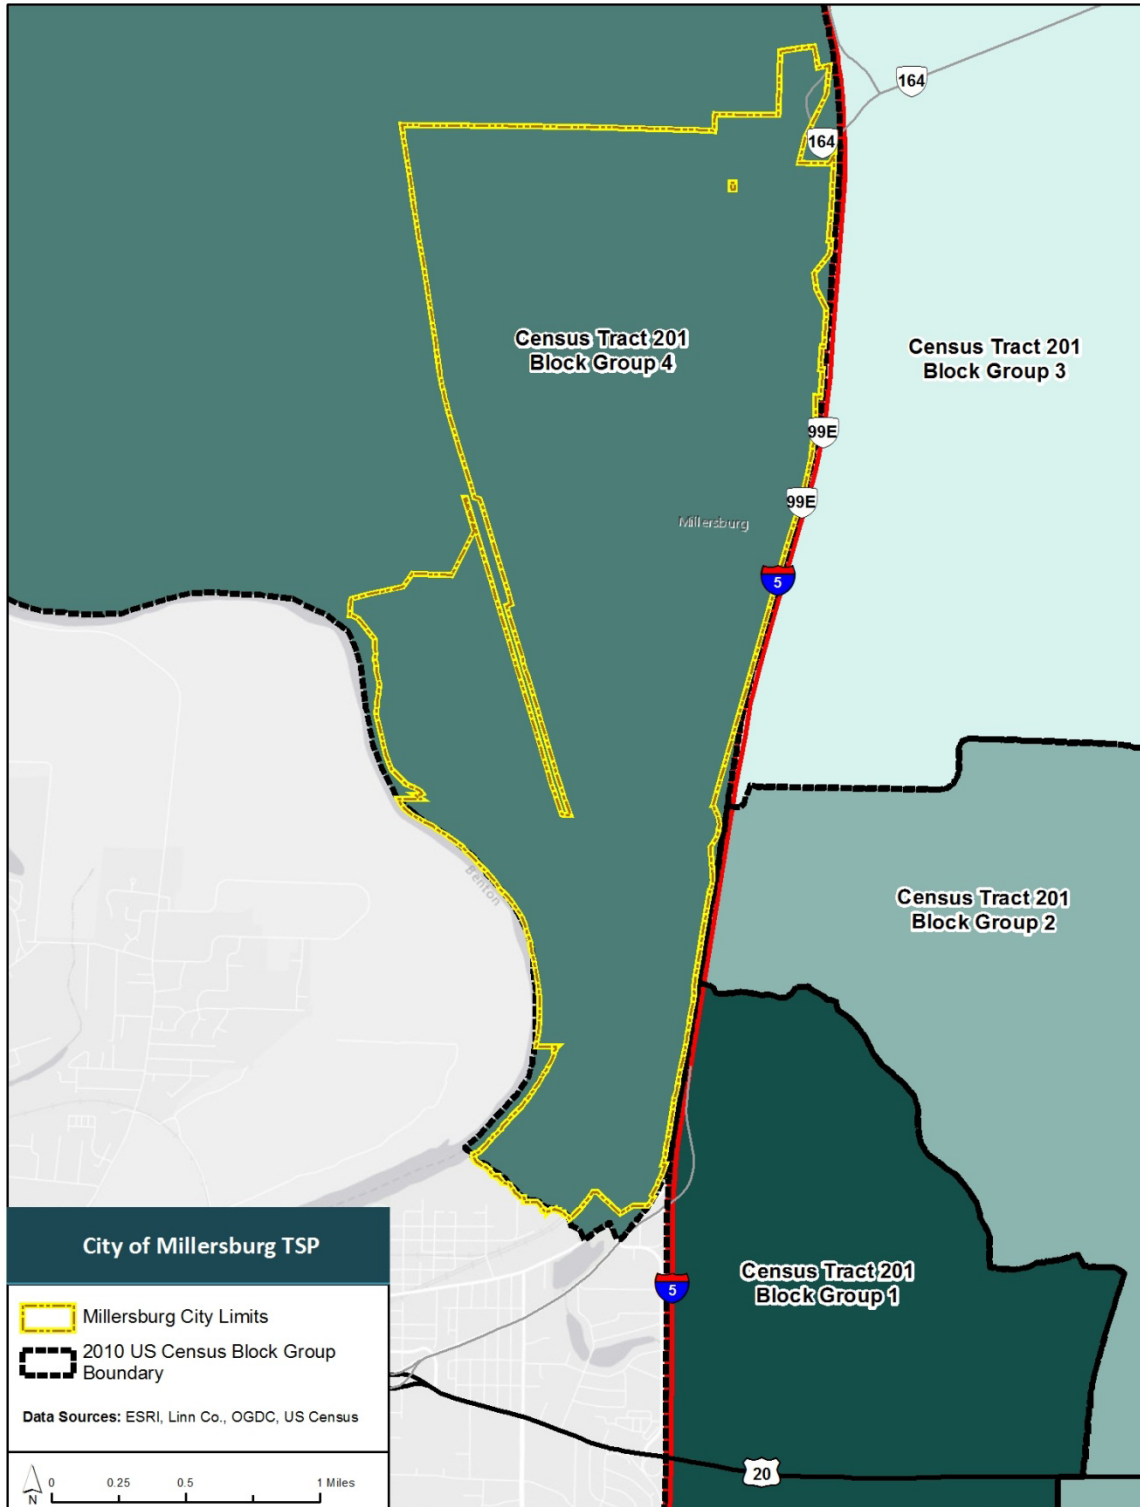 164
164
Census Tract 201
Block Group 4
Census Tract 201
Block Group 3
99E
99E
Millersburg
5
Benton
Census Tract 201
Block Group 2
City of Millersburg TSP
Millersburg City Limits
2010 US Census Block Group
Boundary
Data Sources: ESRI, Linn Co., OGDC, US Census
N
0 0.25 0.5 1 Miles
Census Tract 201
Block Group 1
5
20